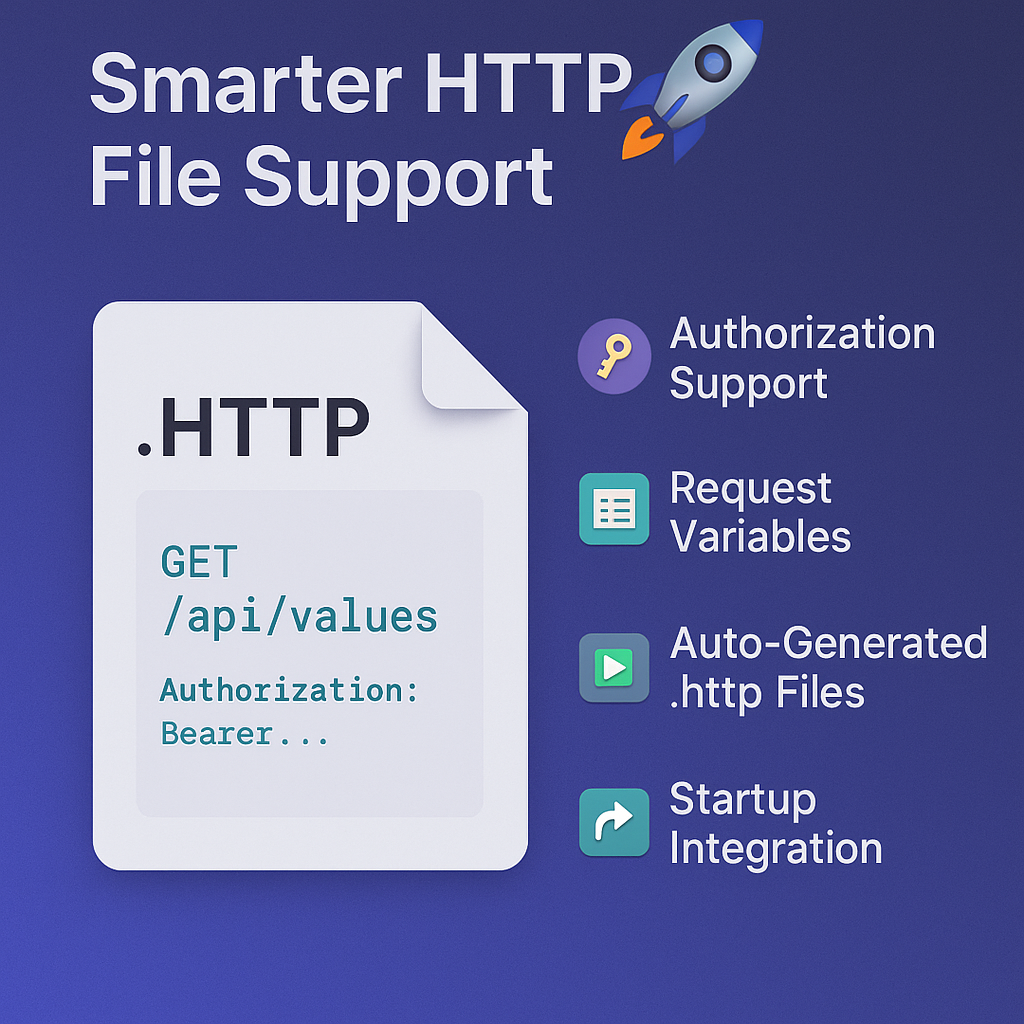 Smarter HTTP
File Support
.HTTP
GET
/api/values
Authorization:
Bearer...
Authorization
Support
Request
Variables
Auto-Generated
.http Files
Startup
Integration